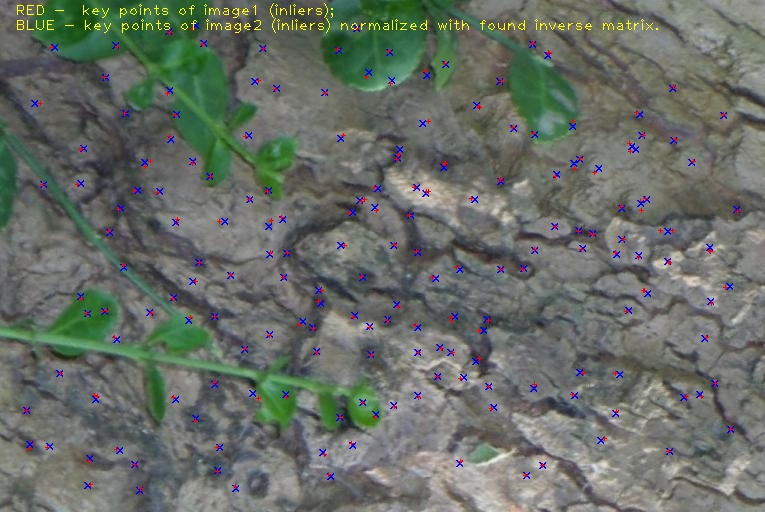 RED - key points of image1 (inliers)
BLUE - key points of image2 (inliers) normalized with found inverse matrix.